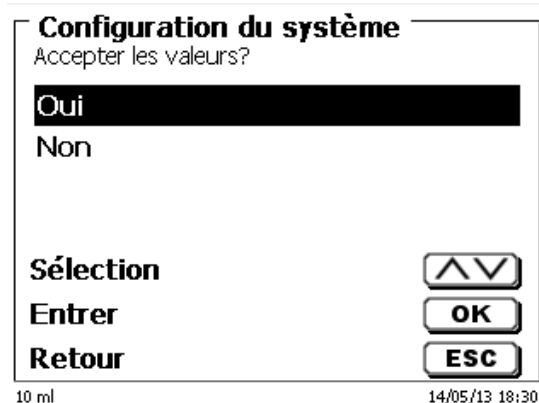 Configuration du système
Accepter les valeurs?
Oui
Non
Sélection
Entrer OK
Retour ESC
10 ml 14/05/13 18:30